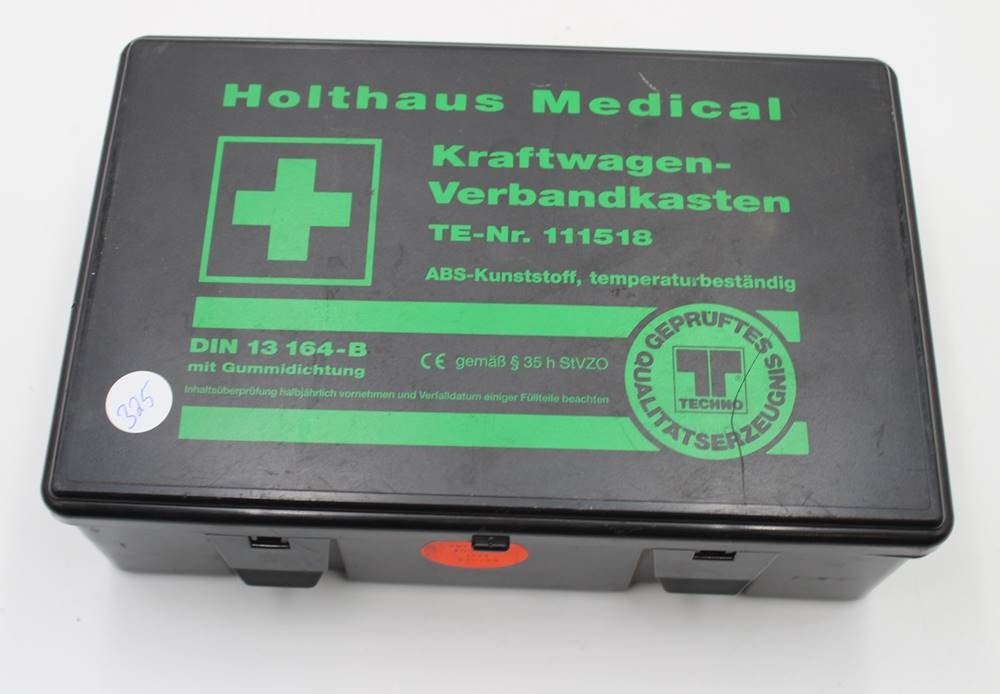 Holthaus Medical
Kraftwagen-
Verbandkasten
TE-Nr. 111518
ABS-Kunststoff, temperaturbeständig
DIN 13 164-B
mit Gummidichtung
CE gemäß § 35 h StVZO
Inhaltsüberprüfung halbjährlich vornehmen und Verfalldatum einiger Füllteile beachten
GEPRÜFTES
QUALITÄTSERZEUGNIS
TECHNO
325